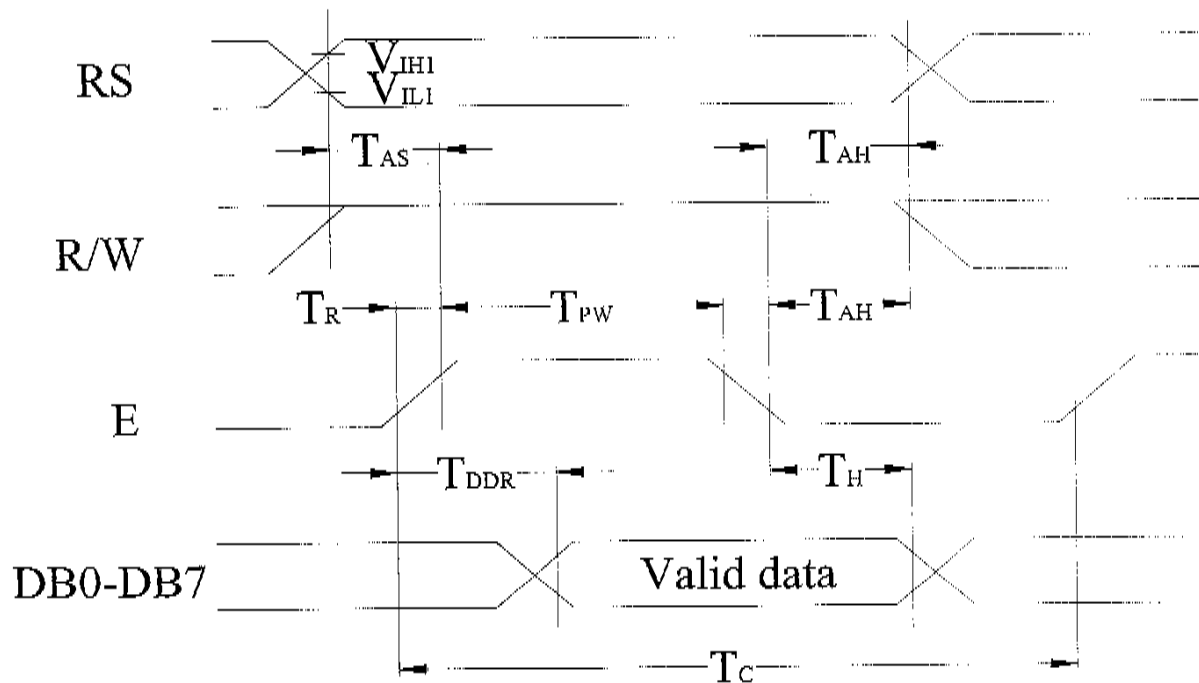 RS
VIH1
VIL1
TAS
TAH
R/W
TR
TPW
TAH
E
TDDR
TH
DB0-DB7
Valid data
TC